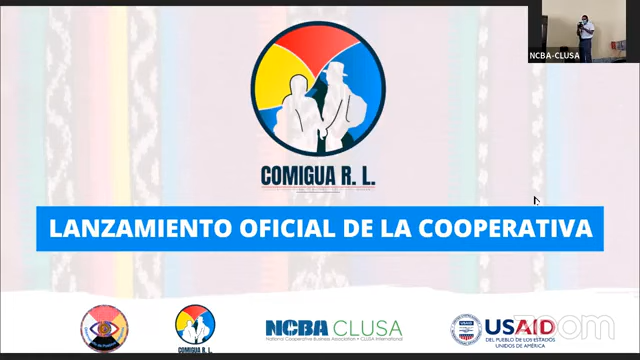 NCBA-CLUSA
COMIGUA R. L.
LANZAMIENTO OFICIAL DE LA COOPERATIVA
COMIGUA R. L.
NCBA CLUSA
National Cooperative Business Association • CLUSA International
USAID
DEL PUEBLO DE LOS ESTADOS
UNIDOS DE AMÉRICA
zoom